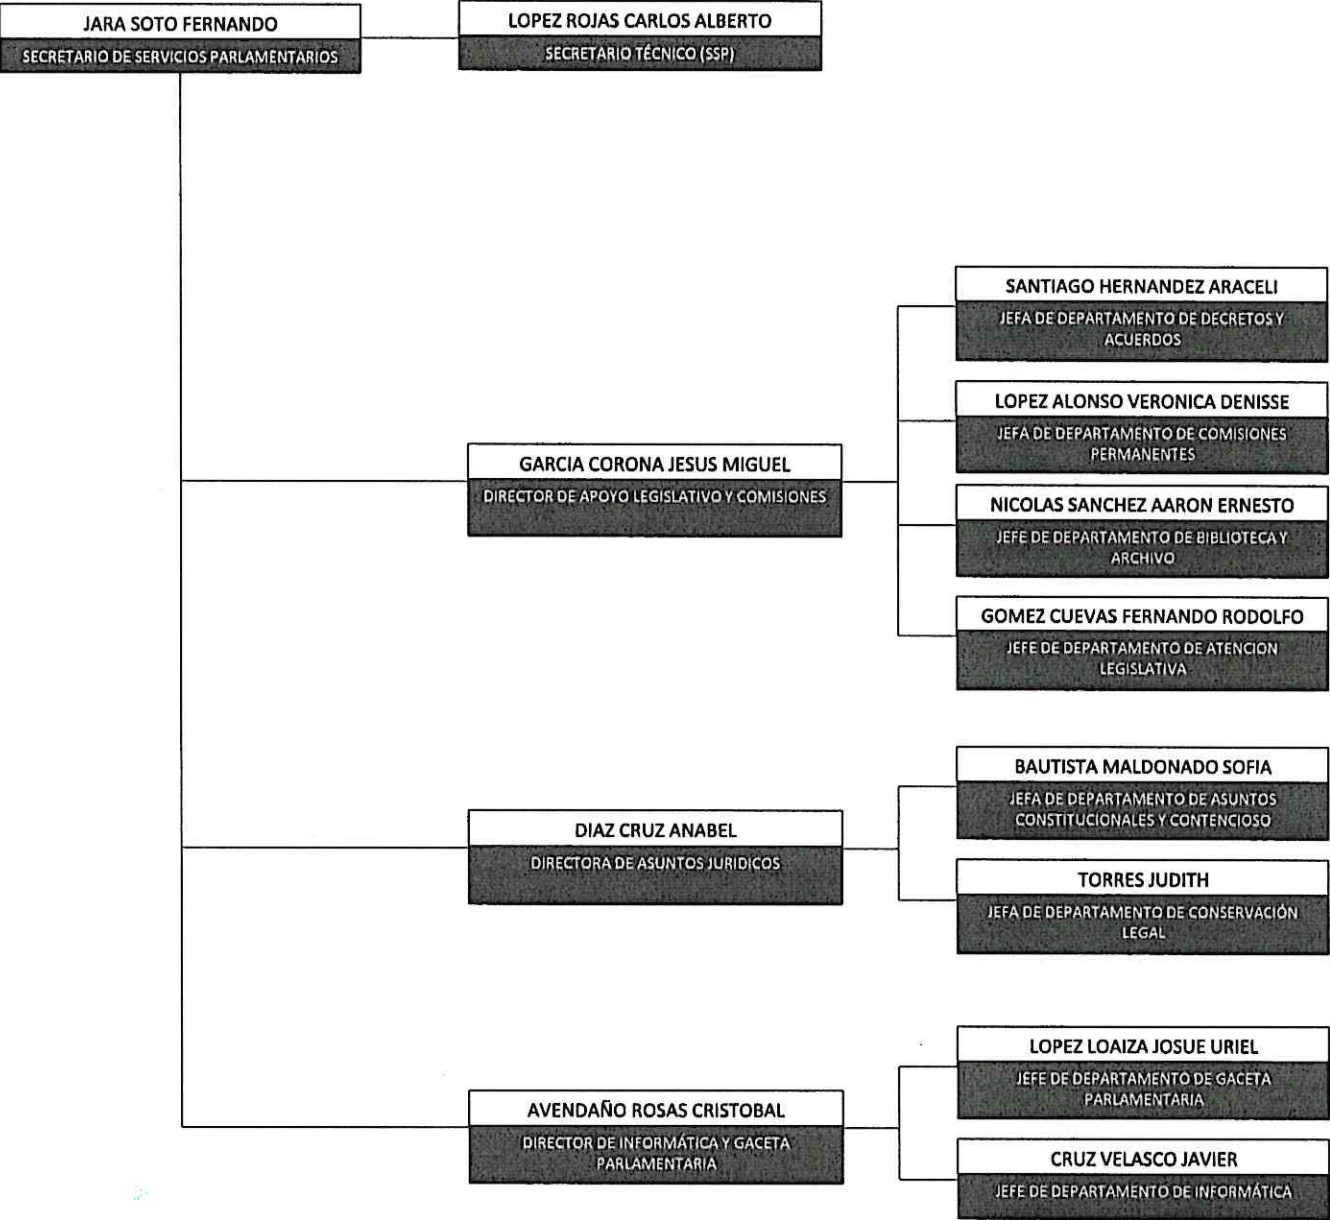 JARA SOTO FERNANDO
SECRETARIO DE SERVICIOS PARLAMENTARIOS
LOPEZ ROJAS CARLOS ALBERTO
SECRETARIO TÉCNICO (SSP)
GARCIA CORONA JESUS MIGUEL
DIRECTOR DE APOYO LEGISLATIVO Y COMISIONES
SANTIAGO HERNANDEZ ARACELI
JEFA DE DEPARTAMENTO DE DECRETOS Y
ACUERDOS
LOPEZ ALONSO VERONICA DENISSE
JEFA DE DEPARTAMENTO DE COMISIONES
PERMANENTES
NICOLAS SANCHEZ AARON ERNESTO
JEFE DE DEPARTAMENTO DE BIBLIOTECA Y
ARCHIVO
GOMEZ CUEVAS FERNANDO RODOLFO
JEFE DE DEPARTAMENTO DE ATENCION
LEGISLATIVA
DIAZ CRUZ ANABEL
DIRECTORA DE ASUNTOS JURIDICOS
BAUTISTA MALDONADO SOFIA
JEFA DE DEPARTAMENTO DE ASUNTOS
CONSTITUCIONALES Y CONTENCIOSO
TORRES JUDITH
JEFA DE DEPARTAMENTO DE CONSERVACIÓN
LEGAL
AVENDAÑO ROSAS CRISTOBAL
DIRECTOR DE INFORMÁTICA Y GACETA
PARLAMENTARIA
LOPEZ LOAIZA JOSUE URIEL
JEFE DE DEPARTAMENTO DE GACETA
PARLAMENTARIA
CRUZ VELASCO JAVIER
JEFE DE DEPARTAMENTO DE INFORMÁTICA